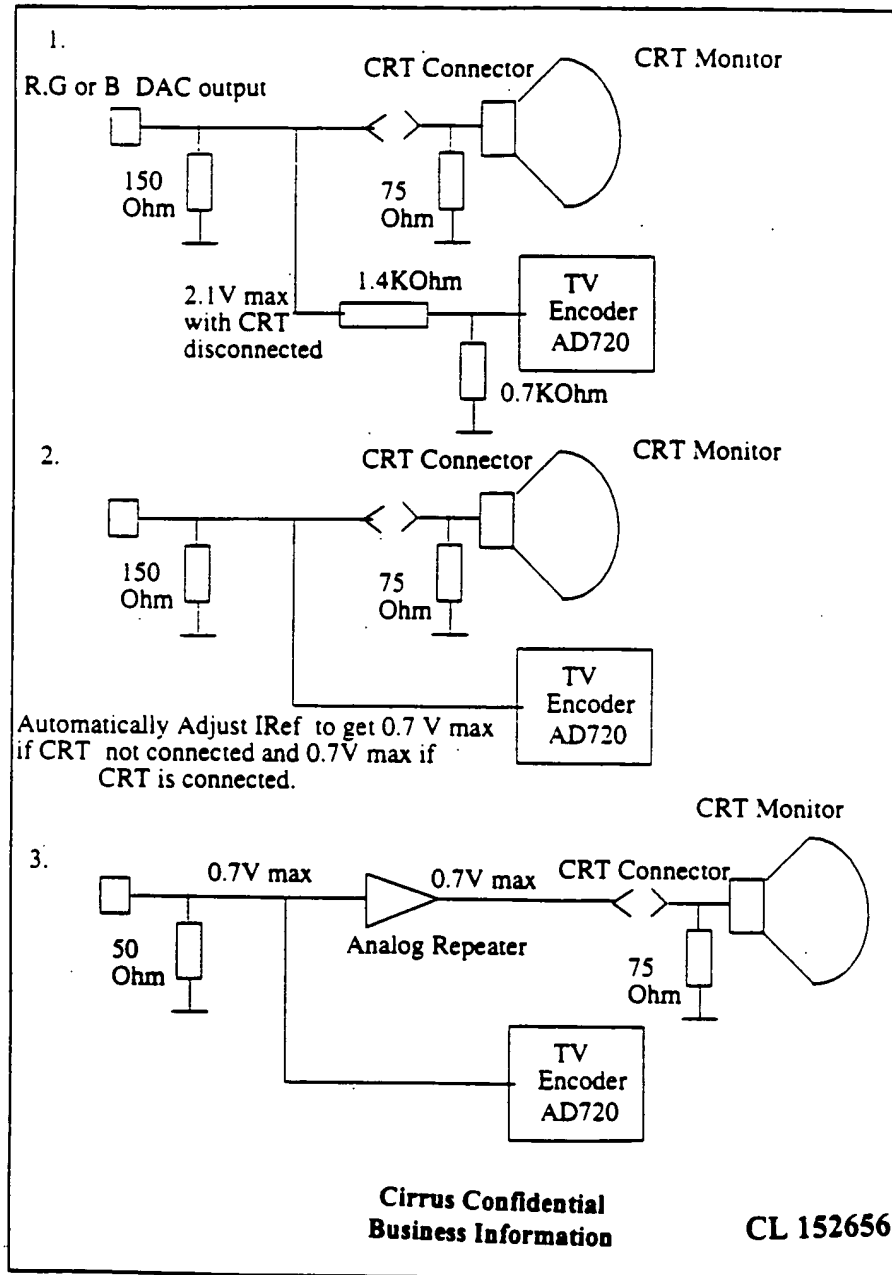 1.
CRT Connector
CRT Monitor
R.G or B DAC output
150
Ohm
75
Ohm
1.4KOhm
TV
Encoder
AD720
2.1V max
with CRT
disconnected
0.7KOhm
2.
CRT Connector
CRT Monitor
150
Ohm
75
Ohm
TV
Encoder
AD720
Automatically Adjust IRef to get 0.7 V max
if CRT not connected and 0.7V max if
CRT is connected.
CRT Monitor
3.
0.7V max
0.7V max
CRT Connector
50
Ohm
Analog Repeater
75
Ohm
TV
Encoder
AD720
Cirrus Confidential
Business Information
CL 152656